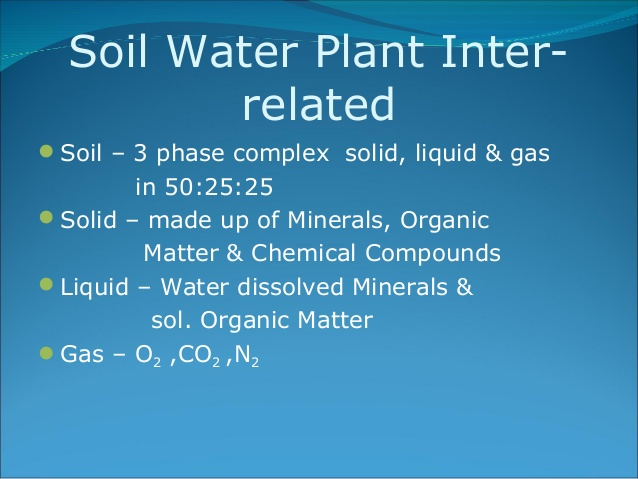 Soil Water Plant Inter-
related
Soil – 3 phase complex  solid, liquid & gas
in 50:25:25
Solid – made up of Minerals, Organic
Matter & Chemical Compounds
Liquid – Water dissolved Minerals &
sol. Organic Matter
Gas – O₂ ,CO₂ ,N₂